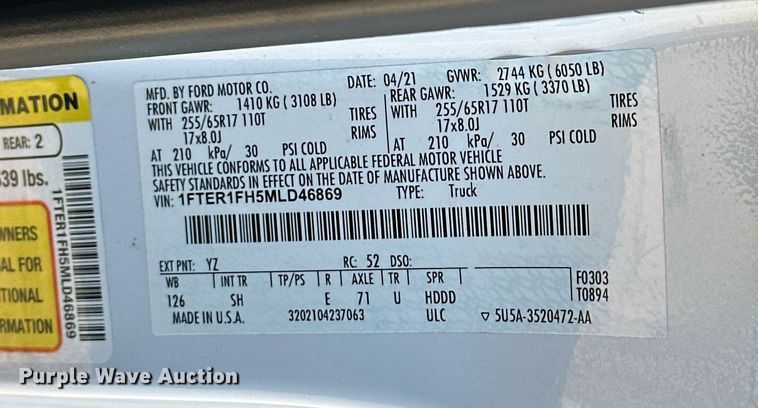 MATION
REAR: 2
39 lbs.
1FTER1FH5MLD46869
WNERS
AL FOR
TIONAL
RMATION
MFD. BY FORD MOTOR CO. DATE: 04/21 GVWR: 2744 KG ( 6050 LB)
FRONT GAWR: 1410 KG ( 3108 LB) REAR GAWR: 1529 KG ( 3370 LB)
WITH 255/65R17 110T TIRES WITH 255/65R17 110T TIRES
17x8.0J RIMS 17x8.0J RIMS
AT 210 kPa/ 30 PSI COLD AT 210 kPa/ 30 PSI COLD
THIS VEHICLE CONFORMS TO ALL APPLICABLE FEDERAL MOTOR VEHICLE
SAFETY STANDARDS IN EFFECT ON THE DATE OF MANUFACTURE SHOWN ABOVE.
VIN: 1FTER1FH5MLD46869 TYPE: Truck
EXT PNT: YZ RC: 52 DSO:
WB INT TR TP/PS R AXLE TR SPR F0303
126 SH E 71 U HDDD T0894
MADE IN U.S.A. 3202104237063 ULC ▽ 5U5A-3520472-AA
Purple Wave Auction